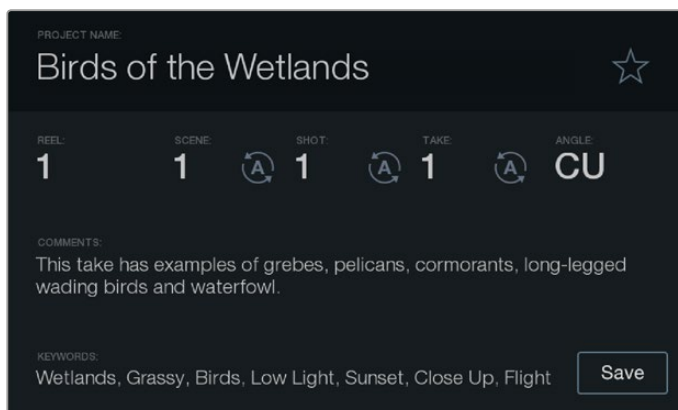 PROJECT NAME:
Birds of the Wetlands
REEL: SCENE: SHOT: TAKE: ANGLE:
1 1 A 1 A 1 A CU
COMMENTS:
This take has examples of grebes, pelicans, cormorants, long-legged
wading birds and waterfowl.
KEYWORDS:
Wetlands, Grassy, Birds, Low Light, Sunset, Close Up, Flight
Save